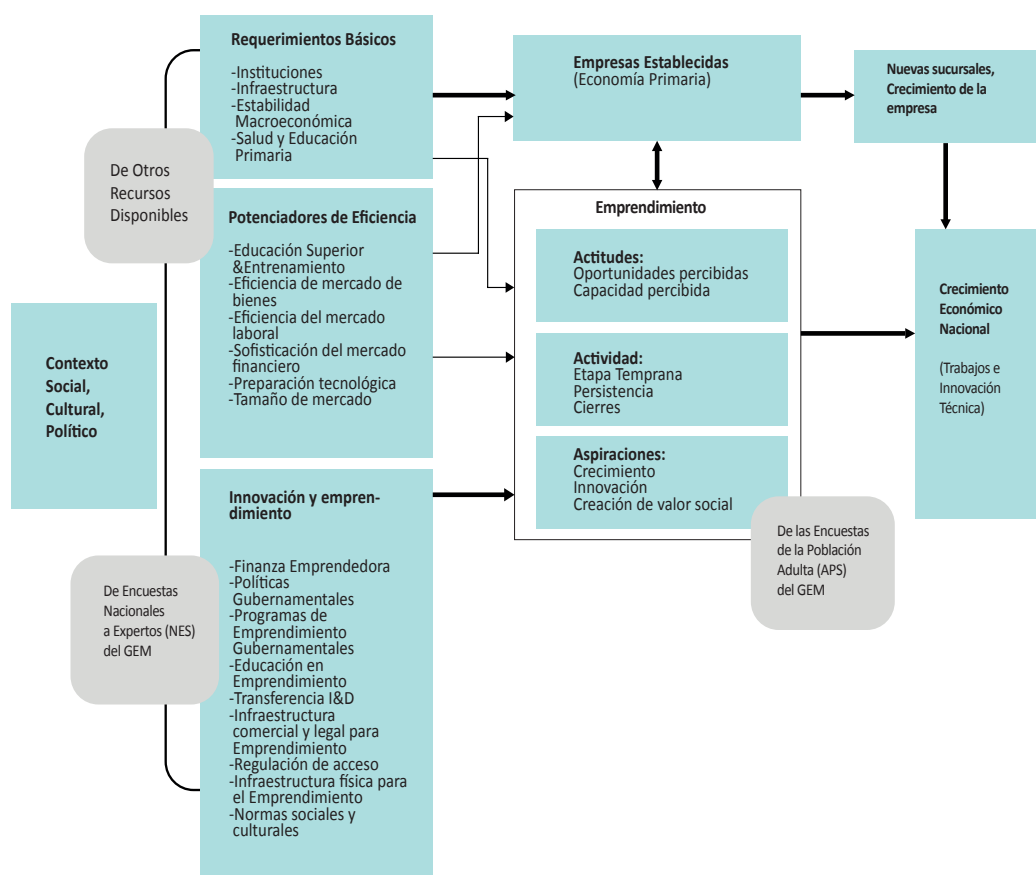 Requerimientos Básicos
-Instituciones
-Infraestructura
-Estabilidad
Macroeconómica
-Salud y Educación
Primaria
Empresas Establecidas
(Economía Primaria)
Nuevas sucursales,
Crecimiento de la
empresa
De Otros
Recursos
Disponibles
Potenciadores de Eficiencia
-Educación Superior
&Entrenamiento
-Eficiencia de mercado de
bienes
-Eficiencia del mercado
laboral
-Sofisticación del mercado
financiero
-Preparación tecnológica
-Tamaño de mercado
Emprendimiento
Actitudes:
Oportunidades percibidas
Capacidad percibida
Actividad:
Etapa Temprana
Persistencia
Cierres
Aspiraciones:
Crecimiento
Innovación
Creación de valor social
Crecimiento
Económico
Nacional
(Trabajos e
Innovación
Técnica)
Contexto
Social,
Cultural,
Político
Innovación y empren-
dimiento
-Finanza Emprendedora
-Políticas
Gubernamentales
-Programas de
Emprendimiento
Gubernamentales
-Educación en
Emprendimiento
-Transferencia I&D
-Infraestructura
comercial y legal para
Emprendimiento
-Regulación de acceso
-Infraestructura física para
el Emprendimiento
-Normas sociales y
culturales
De Encuestas
Nacionales
a Expertos (NES)
del GEM
De las Encuestas
de la Población
Adulta (APS)
del GEM